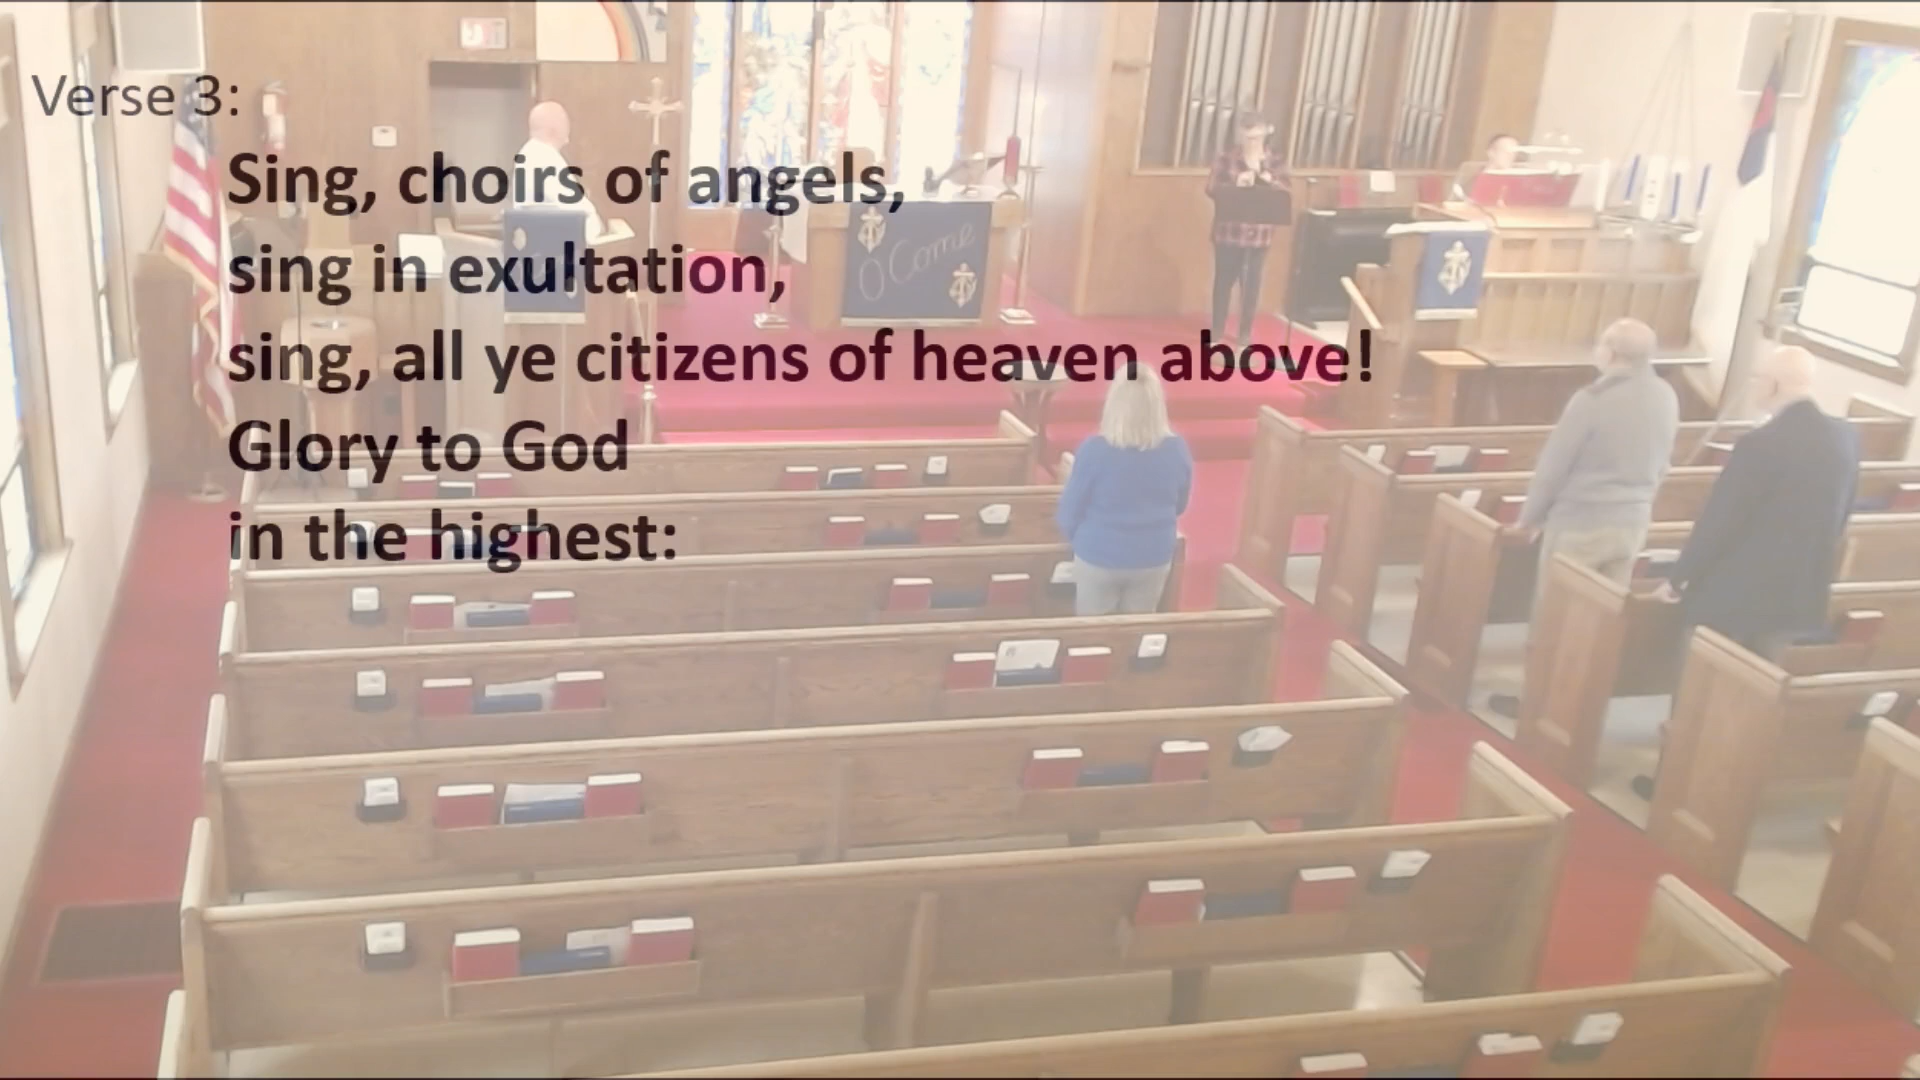 Verse 3:
Sing, choirs of angels,
sing in exultation,
sing, all ye citizens of heaven above!
Glory to God
in the highest:
O Come